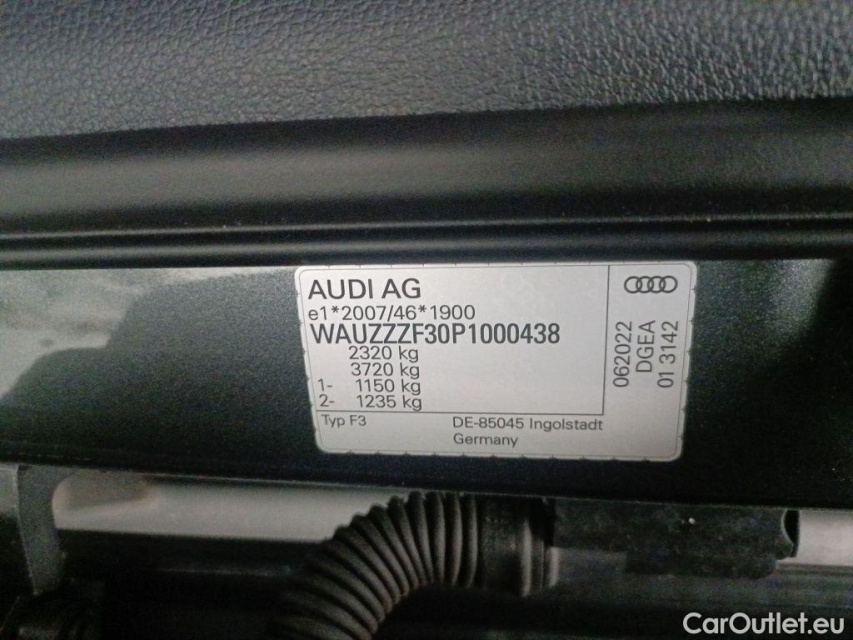 AUDI AG
e1*2007/46*1900
WAUZZZF30P1000438
2320 kg
3720 kg
1- 1150 kg
2- 1235 kg
Typ F3
DE-85045 Ingolstadt
Germany
062022
DGEA
01 3142
CarOutlet.eu